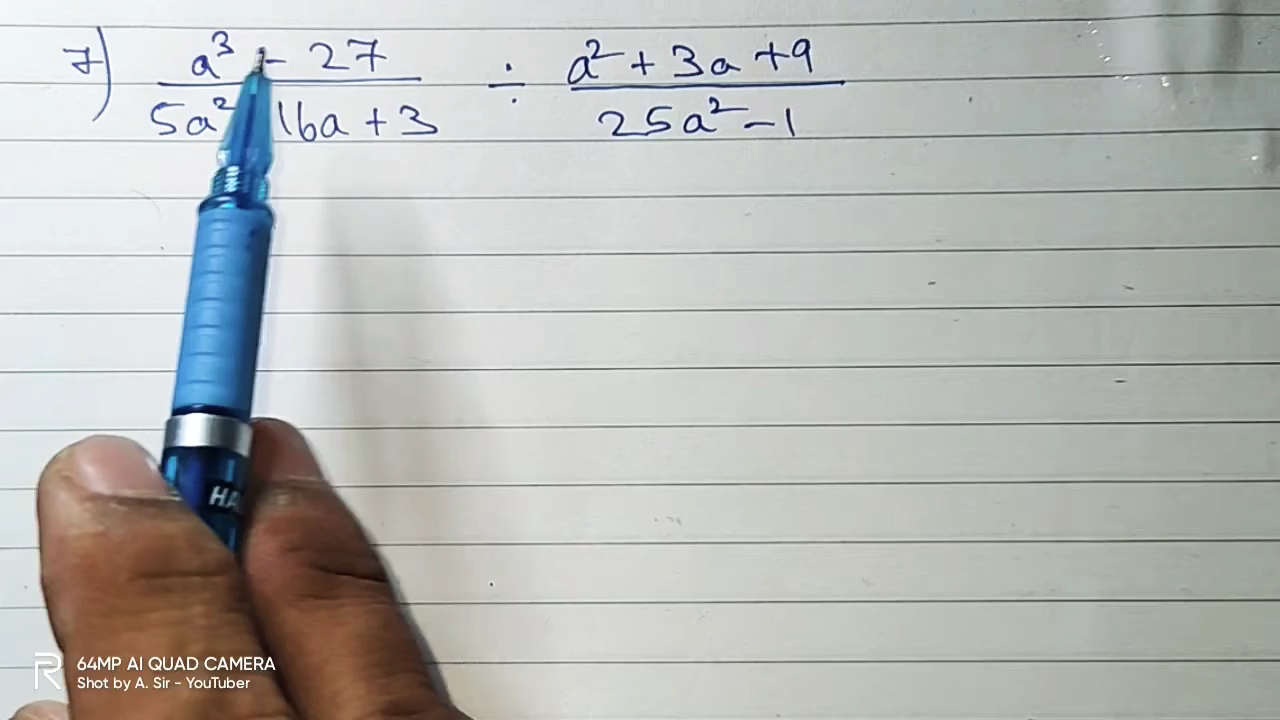 7) a³ - 27 ÷ a² + 3a + 9
5a² 16a + 3 25a² - 1
HA
64MP AI QUAD CAMERA
Shot by A. Sir - YouTuber